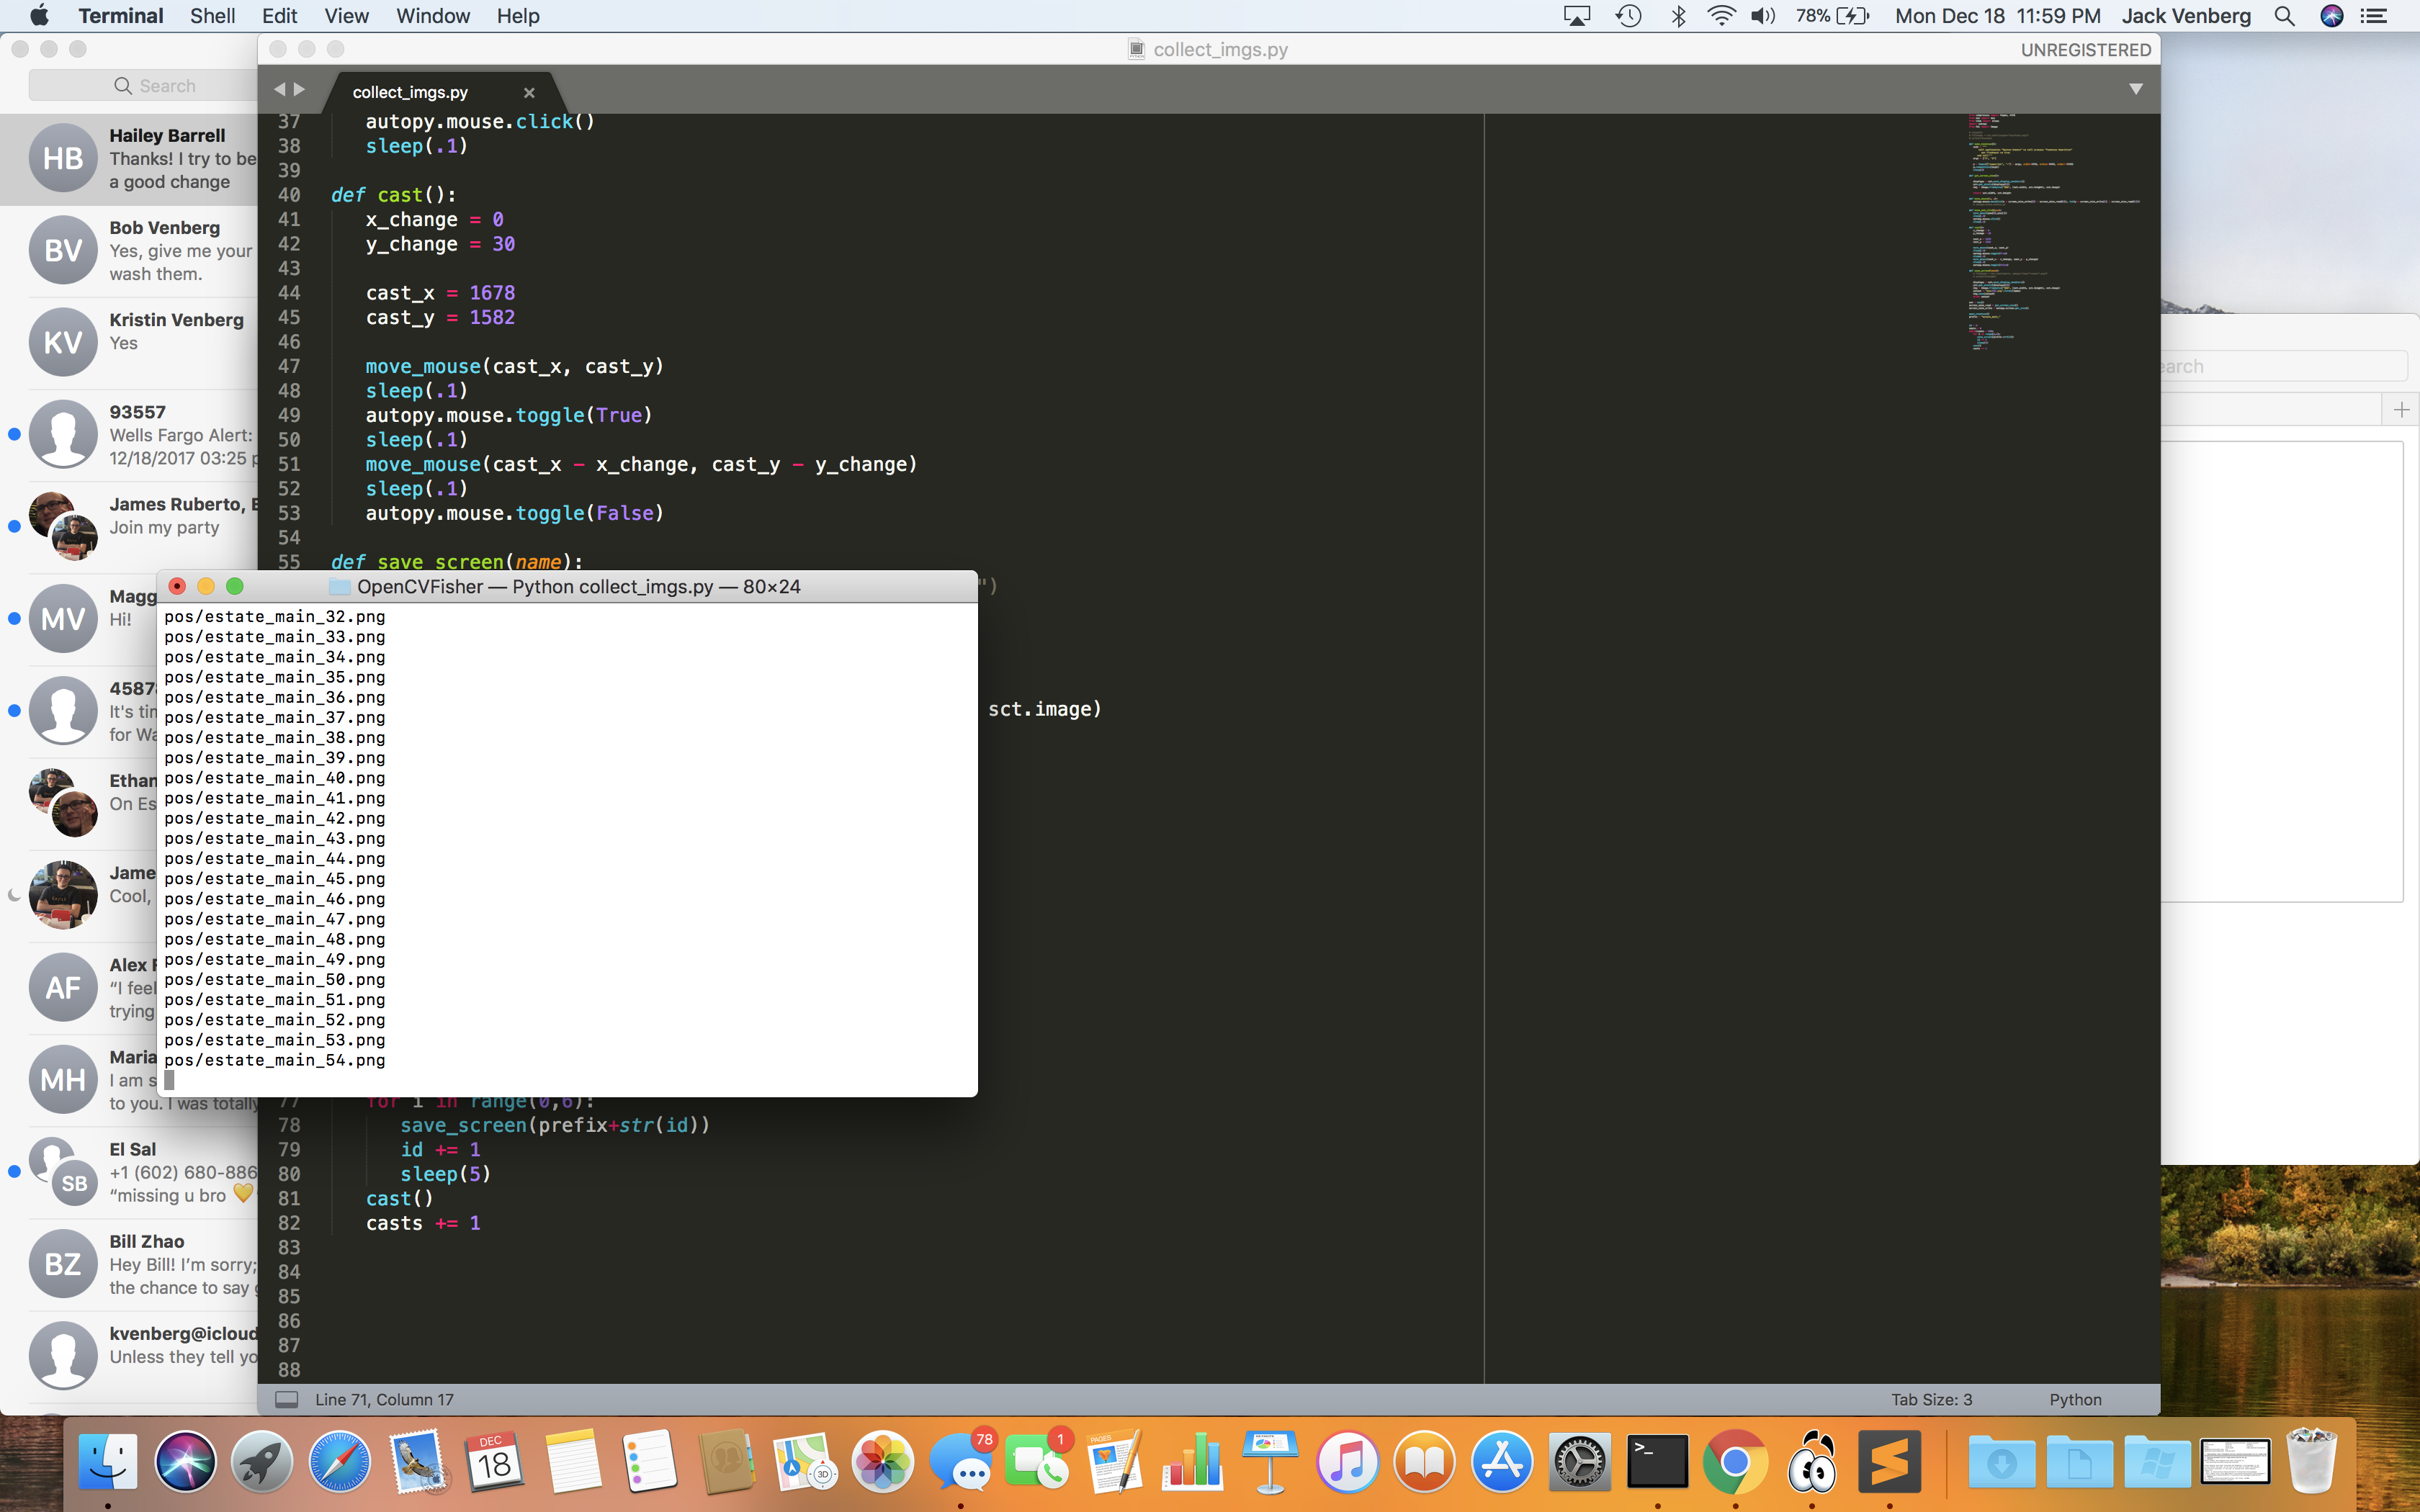 Terminal Shell Edit View Window Help 78% Mon Dec 18 11:59 PM Jack Venberg
Search
Hailey Barrell
Thanks! I try to be
a good change
Bob Venberg
Yes, give me your
wash them.
Kristin Venberg
Yes
93557
Wells Fargo Alert:
12/18/2017 03:25
James Ruberto,
Join my party
Magg
Hi!
4587
It's
for
Ethan
On
Jame
Cool,
Alex
“I feel
trying
Maria
I am
to you. I was totally
El Sal
+1 (602) 680-886
“missing u bro 💛
Bill Zhao
Hey Bill! I’m sorry;
the chance to say
kvenberg@icloud
Unless they tell
HB
BV
KV
MV
AF
MH
SB
BZ
collect_imgs.py UNREGISTERED
collect_imgs.py
37 autopy.mouse.click()
38 sleep(.1)
39
40 def cast():
41 x_change = 0
42 y_change = 30
43
44 cast_x = 1678
45 cast_y = 1582
46
47 move_mouse(cast_x, cast_y)
48 sleep(.1)
49 autopy.mouse.toggle(True)
50 sleep(.1)
51 move_mouse(cast_x - x_change, cast_y - y_change)
52 sleep(.1)
53 autopy.mouse.toggle(False)
54
55 def save_screen(name):
")
sct.image)
OpenCVFisher — Python collect_imgs.py — 80×24
pos/estate_main_32.png
pos/estate_main_33.png
pos/estate_main_34.png
pos/estate_main_35.png
pos/estate_main_36.png
pos/estate_main_37.png
pos/estate_main_38.png
pos/estate_main_39.png
pos/estate_main_40.png
pos/estate_main_41.png
pos/estate_main_42.png
pos/estate_main_43.png
pos/estate_main_44.png
pos/estate_main_45.png
pos/estate_main_46.png
pos/estate_main_47.png
pos/estate_main_48.png
pos/estate_main_49.png
pos/estate_main_50.png
pos/estate_main_51.png
pos/estate_main_52.png
pos/estate_main_53.png
pos/estate_main_54.png
77 for i in range(0,6):
78 save_screen(prefix+str(id))
79 id += 1
80 sleep(5)
81 cast()
82 casts += 1
83
84
85
86
87
88
Line 71, Column 17 Tab Size: 3 Python
earch
DEC
18
3D
78
1
PAGES
>_